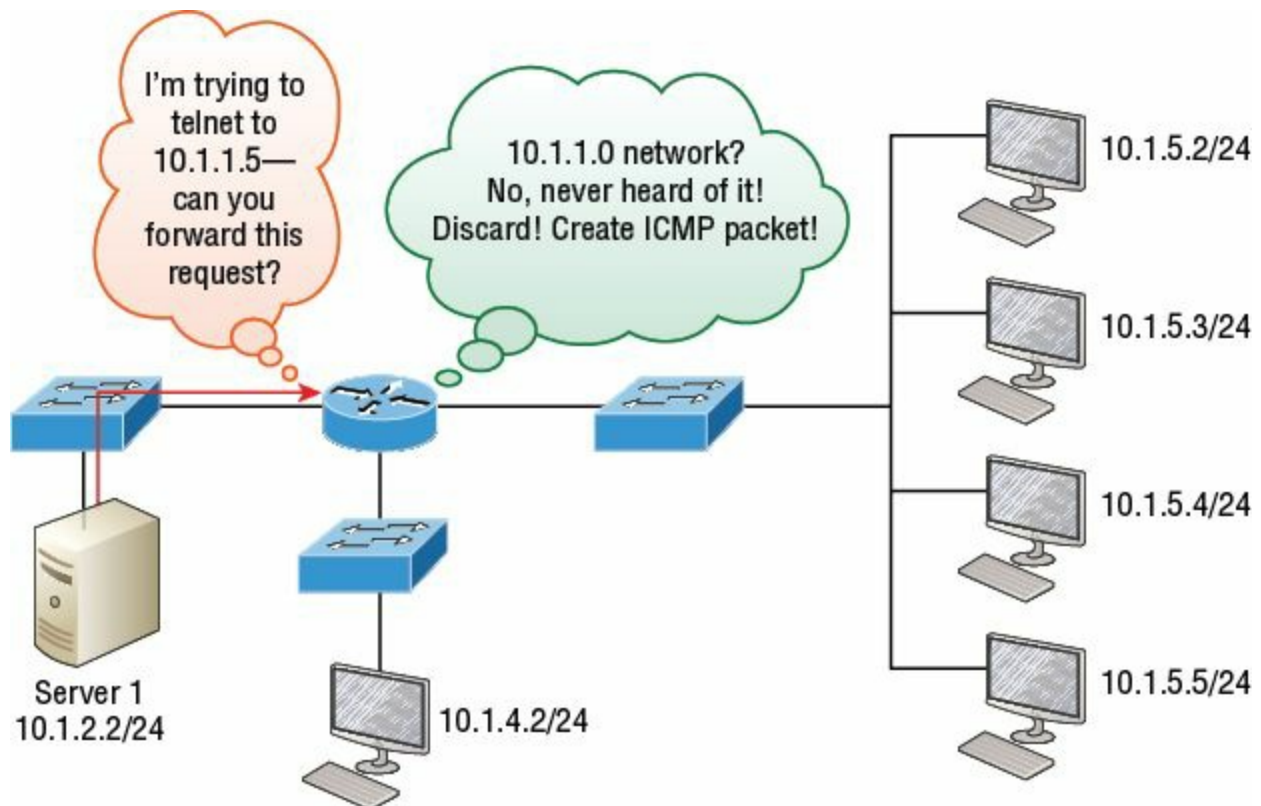 I'm trying to
telnet to
10.1.1.5—
can you
forward this
request?
10.1.1.0 network?
No, never heard of it!
Discard! Create ICMP packet!
10.1.5.2/24
10.1.5.3/24
10.1.5.4/24
10.1.5.5/24
Server 1
10.1.2.2/24
10.1.4.2/24